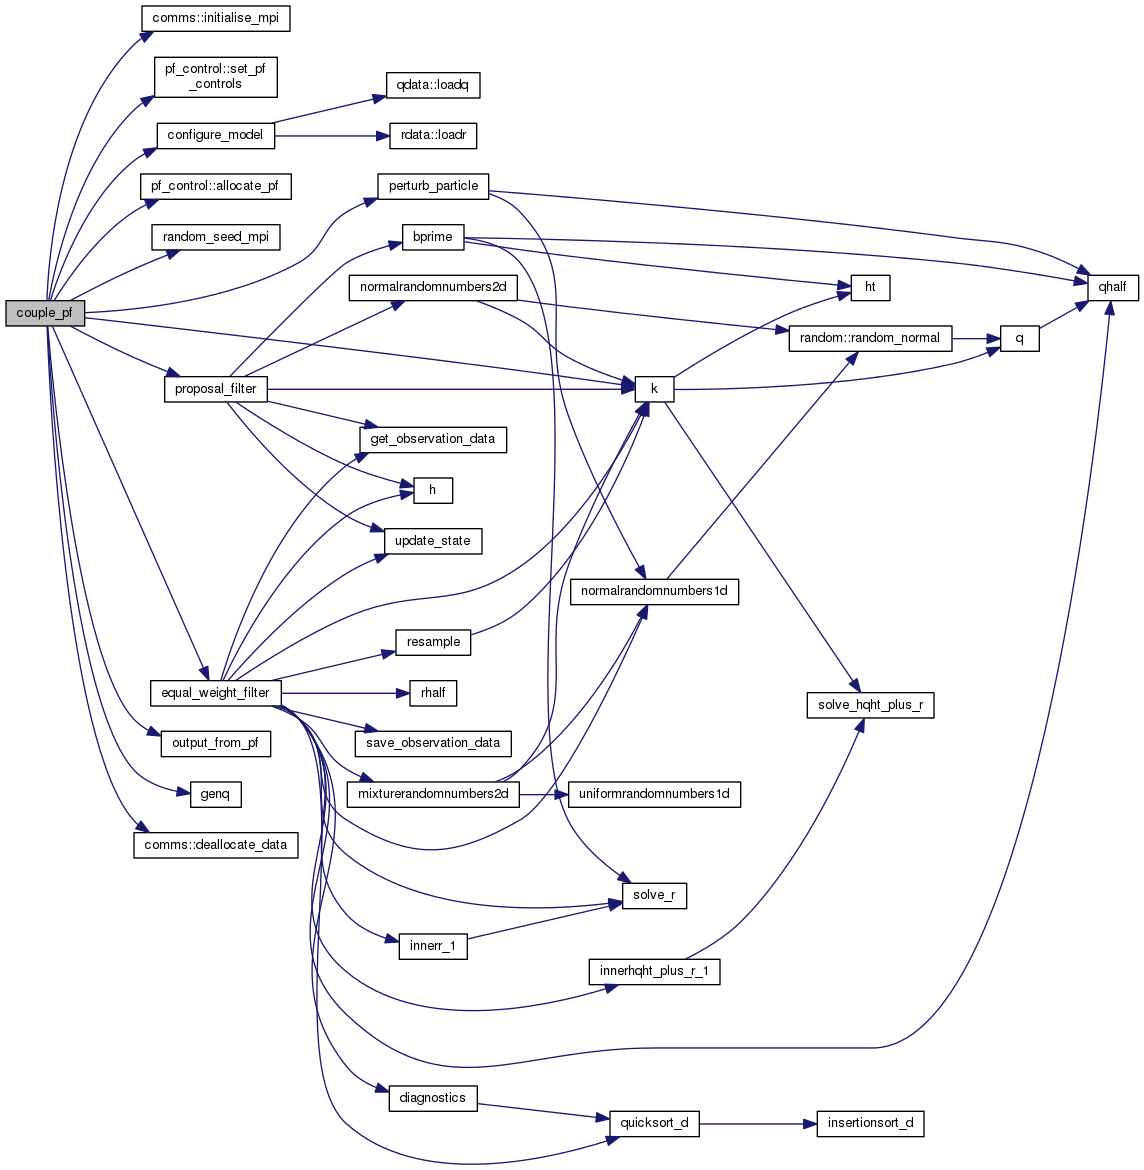 comms::initialise_mpi
pf_control::set_pf
_controls
qdata::loadq
configure_model
rdata::loadr
pf_control::allocate_pf
perturb_particle
random_seed_mpi
bprime
normalrandomnumbers2d
ht
qhalf
couple_pf
random::random_normal
q
proposal_filter
k
get_observation_data
h
update_state
normalrandomnumbers1d
resample
equal_weight_filter
rhalf
solve_hqht_plus_r
output_from_pf
save_observation_data
genq
mixturerandomnumbers2d
uniformrandomnumbers1d
comms::deallocate_data
solve_r
innerr_1
innerhqht_plus_r_1
diagnostics
quicksort_d
insertionsort_d